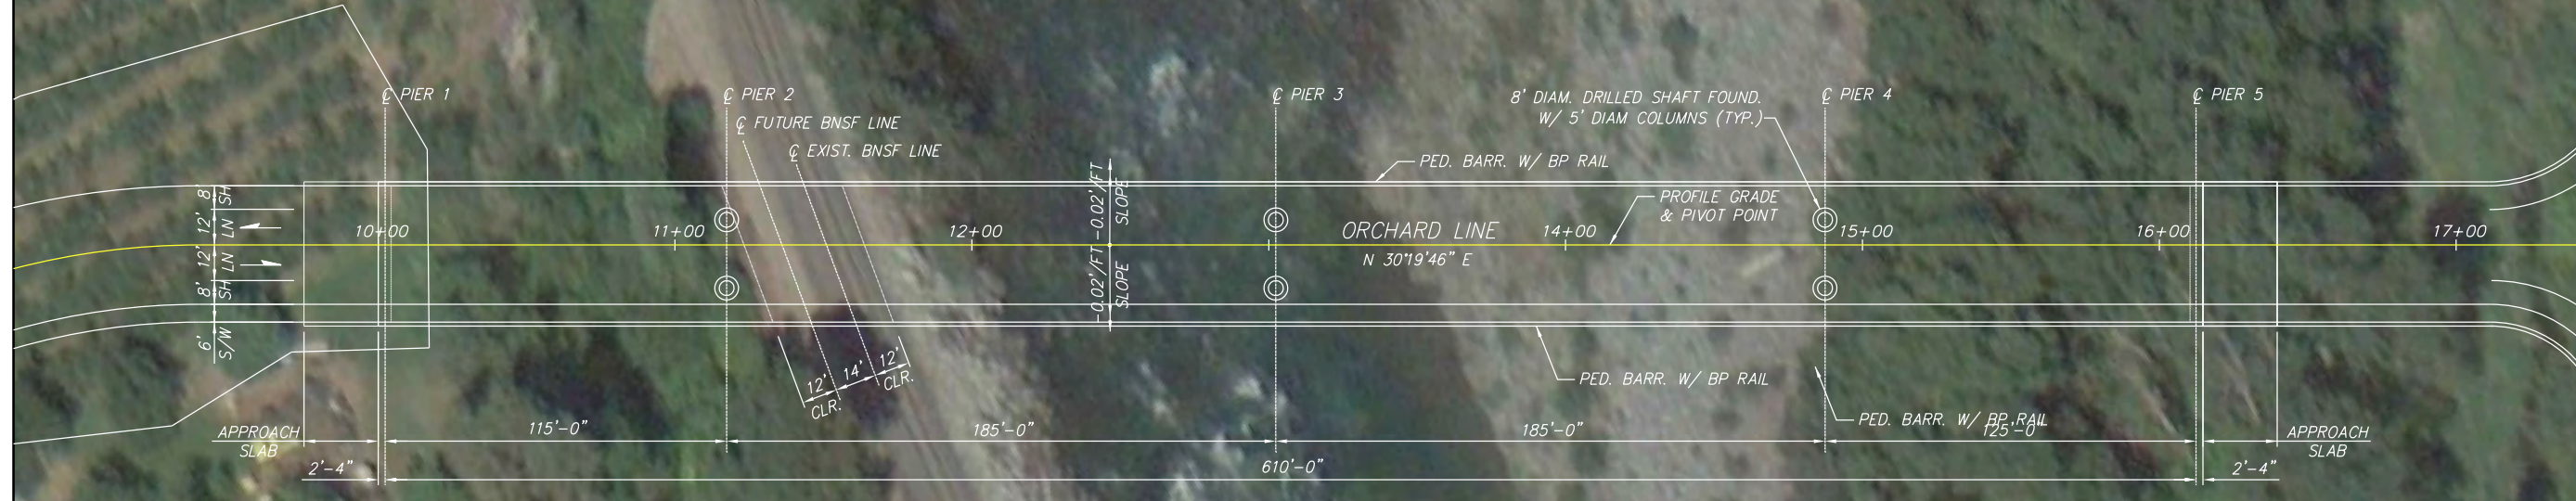 ℄ PIER 1
℄ PIER 2
℄ PIER 3
℄ PIER 4
℄ PIER 5
℄ FUTURE BNSF LINE
℄ EXIST. BNSF LINE
8' DIAM. DRILLED SHAFT FOUND.
W/ 5' DIAM COLUMNS (TYP.)
PED. BARR. W/ BP RAIL
PROFILE GRADE
& PIVOT POINT
8' SH
12' LN
12' LN
8' SH
6' S/W
10+00
11+00
12+00
14+00
15+00
16+00
17+00
-0.02'/FT
SLOPE
-0.02'/FT
SLOPE
ORCHARD LINE
N 30°19'46" E
12'
CLR.
14'
12'
CLR.
PED. BARR. W/ BP RAIL
PED. BARR. W/ BP RAIL
APPROACH
SLAB
115'-0"
185'-0"
185'-0"
125'-0"
APPROACH
SLAB
2'-4"
610'-0"
2'-4"